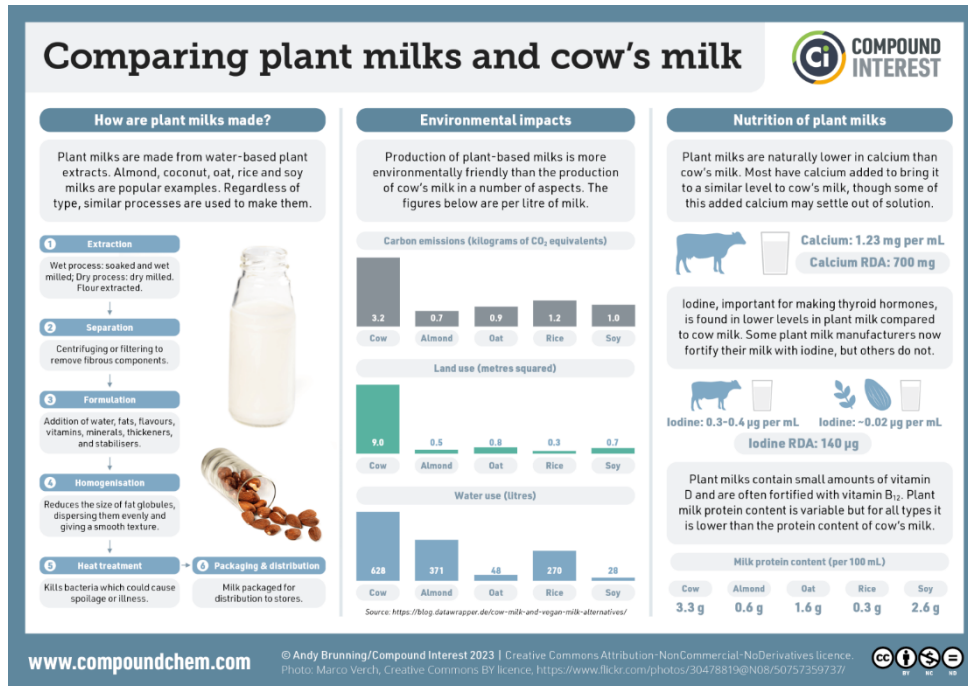 Comparing plant milks and cow's milk
Ci
COMPOUND
INTEREST
How are plant milks made?
Plant milks are made from water-based plant
extracts. Almond, coconut, oat, rice and soy
milks are popular examples. Regardless of
type, similar processes are used to make them.
1 Extraction
Wet process: soaked and wet
milled; Dry process: dry milled.
Flour extracted.
2 Separation
Centrifuging or filtering to
remove fibrous components.
3 Formulation
Addition of water, fats, flavours,
vitamins, minerals, thickeners,
and stabilisers.
4 Homogenisation
Reduces the size of fat globules,
dispersing them evenly and
giving a smooth texture.
5 Heat treatment
Kills bacteria which could cause
spoilage or illness.
6 Packaging & distribution
Milk packaged for
distribution to stores.
Environmental impacts
Production of plant-based milks is more
environmentally friendly than the production
of cow's milk in a number of aspects. The
figures below are per litre of milk.
Carbon emissions (kilograms of CO₂ equivalents)
3.2 0.7 0.9 1.2 1.0
Cow Almond Oat Rice Soy
Land use (metres squared)
9.0 0.5 0.8 0.3 0.7
Cow Almond Oat Rice Soy
Water use (litres)
628 371 48 270 28
Cow Almond Oat Rice Soy
Source: https://blog.datawrapper.de/cow-milk-and-vegan-milk-alternatives/
Nutrition of plant milks
Plant milks are naturally lower in calcium than
cow's milk. Most have calcium added to bring it
to a similar level to cow's milk, though some of
this added calcium may settle out of solution.
Calcium: 1.23 mg per mL
Calcium RDA: 700 mg
Iodine, important for making thyroid hormones,
is found in lower levels in plant milk compared
to cow milk. Some plant milk manufacturers now
fortify their milk with iodine, but others do not.
Iodine: 0.3-0.4 µg per mL Iodine: ~0.02 µg per mL
Iodine RDA: 140 µg
Plant milks contain small amounts of vitamin
D and are often fortified with vitamin B₁₂. Plant
milk protein content is variable but for all types it
is lower than the protein content of cow's milk.
Milk protein content (per 100 mL)
Cow Almond Oat Rice Soy
3.3 g 0.6 g 1.6 g 0.3 g 2.6 g
www.compoundchem.com
© Andy Brunning/Compound Interest 2023 | Creative Commons Attribution-NonCommercial-NoDerivatives licence.
Photo: Marco Verch, Creative Commons BY licence, https://www.flickr.com/photos/30478819@N08/50757359737/
cc
BY NC ND